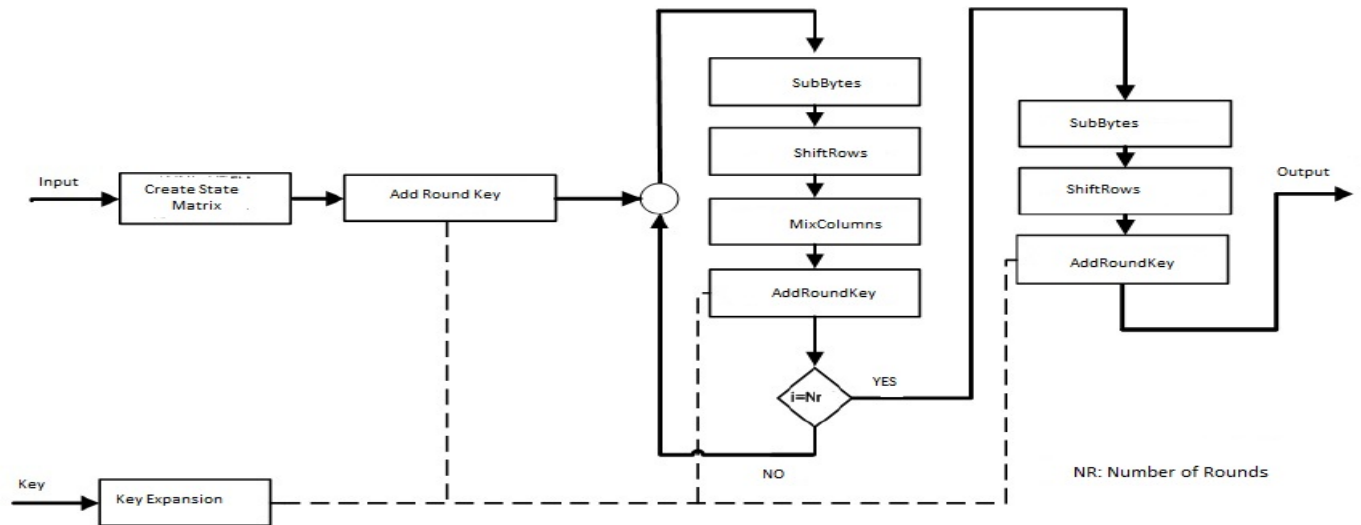 Input
Create State
Matrix
Add Round Key
SubBytes
ShiftRows
MixColumns
AddRoundKey
i=Nr
YES
NO
SubBytes
ShiftRows
AddRoundKey
Output
Key
Key Expansion
NR: Number of Rounds